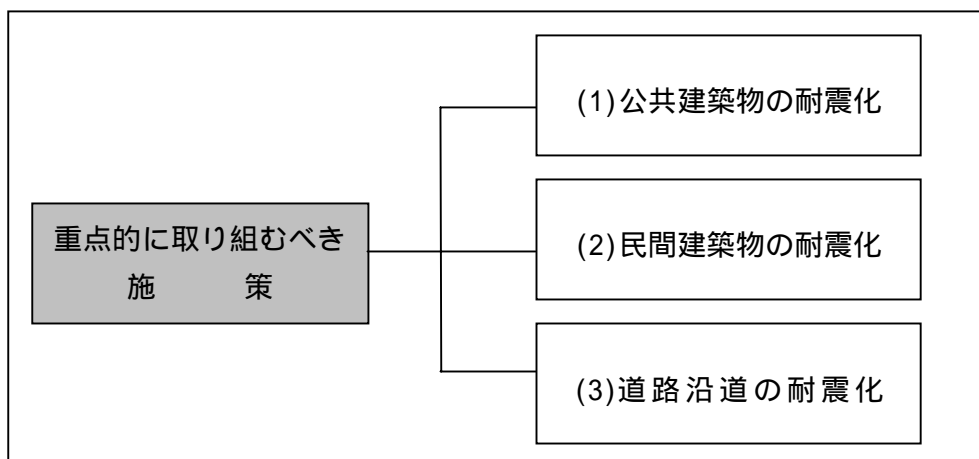 (1)公共建築物の耐震化
重点的に取り組むべき
施　　　策
(2)民間建築物の耐震化
(3)道路沿道の耐震化